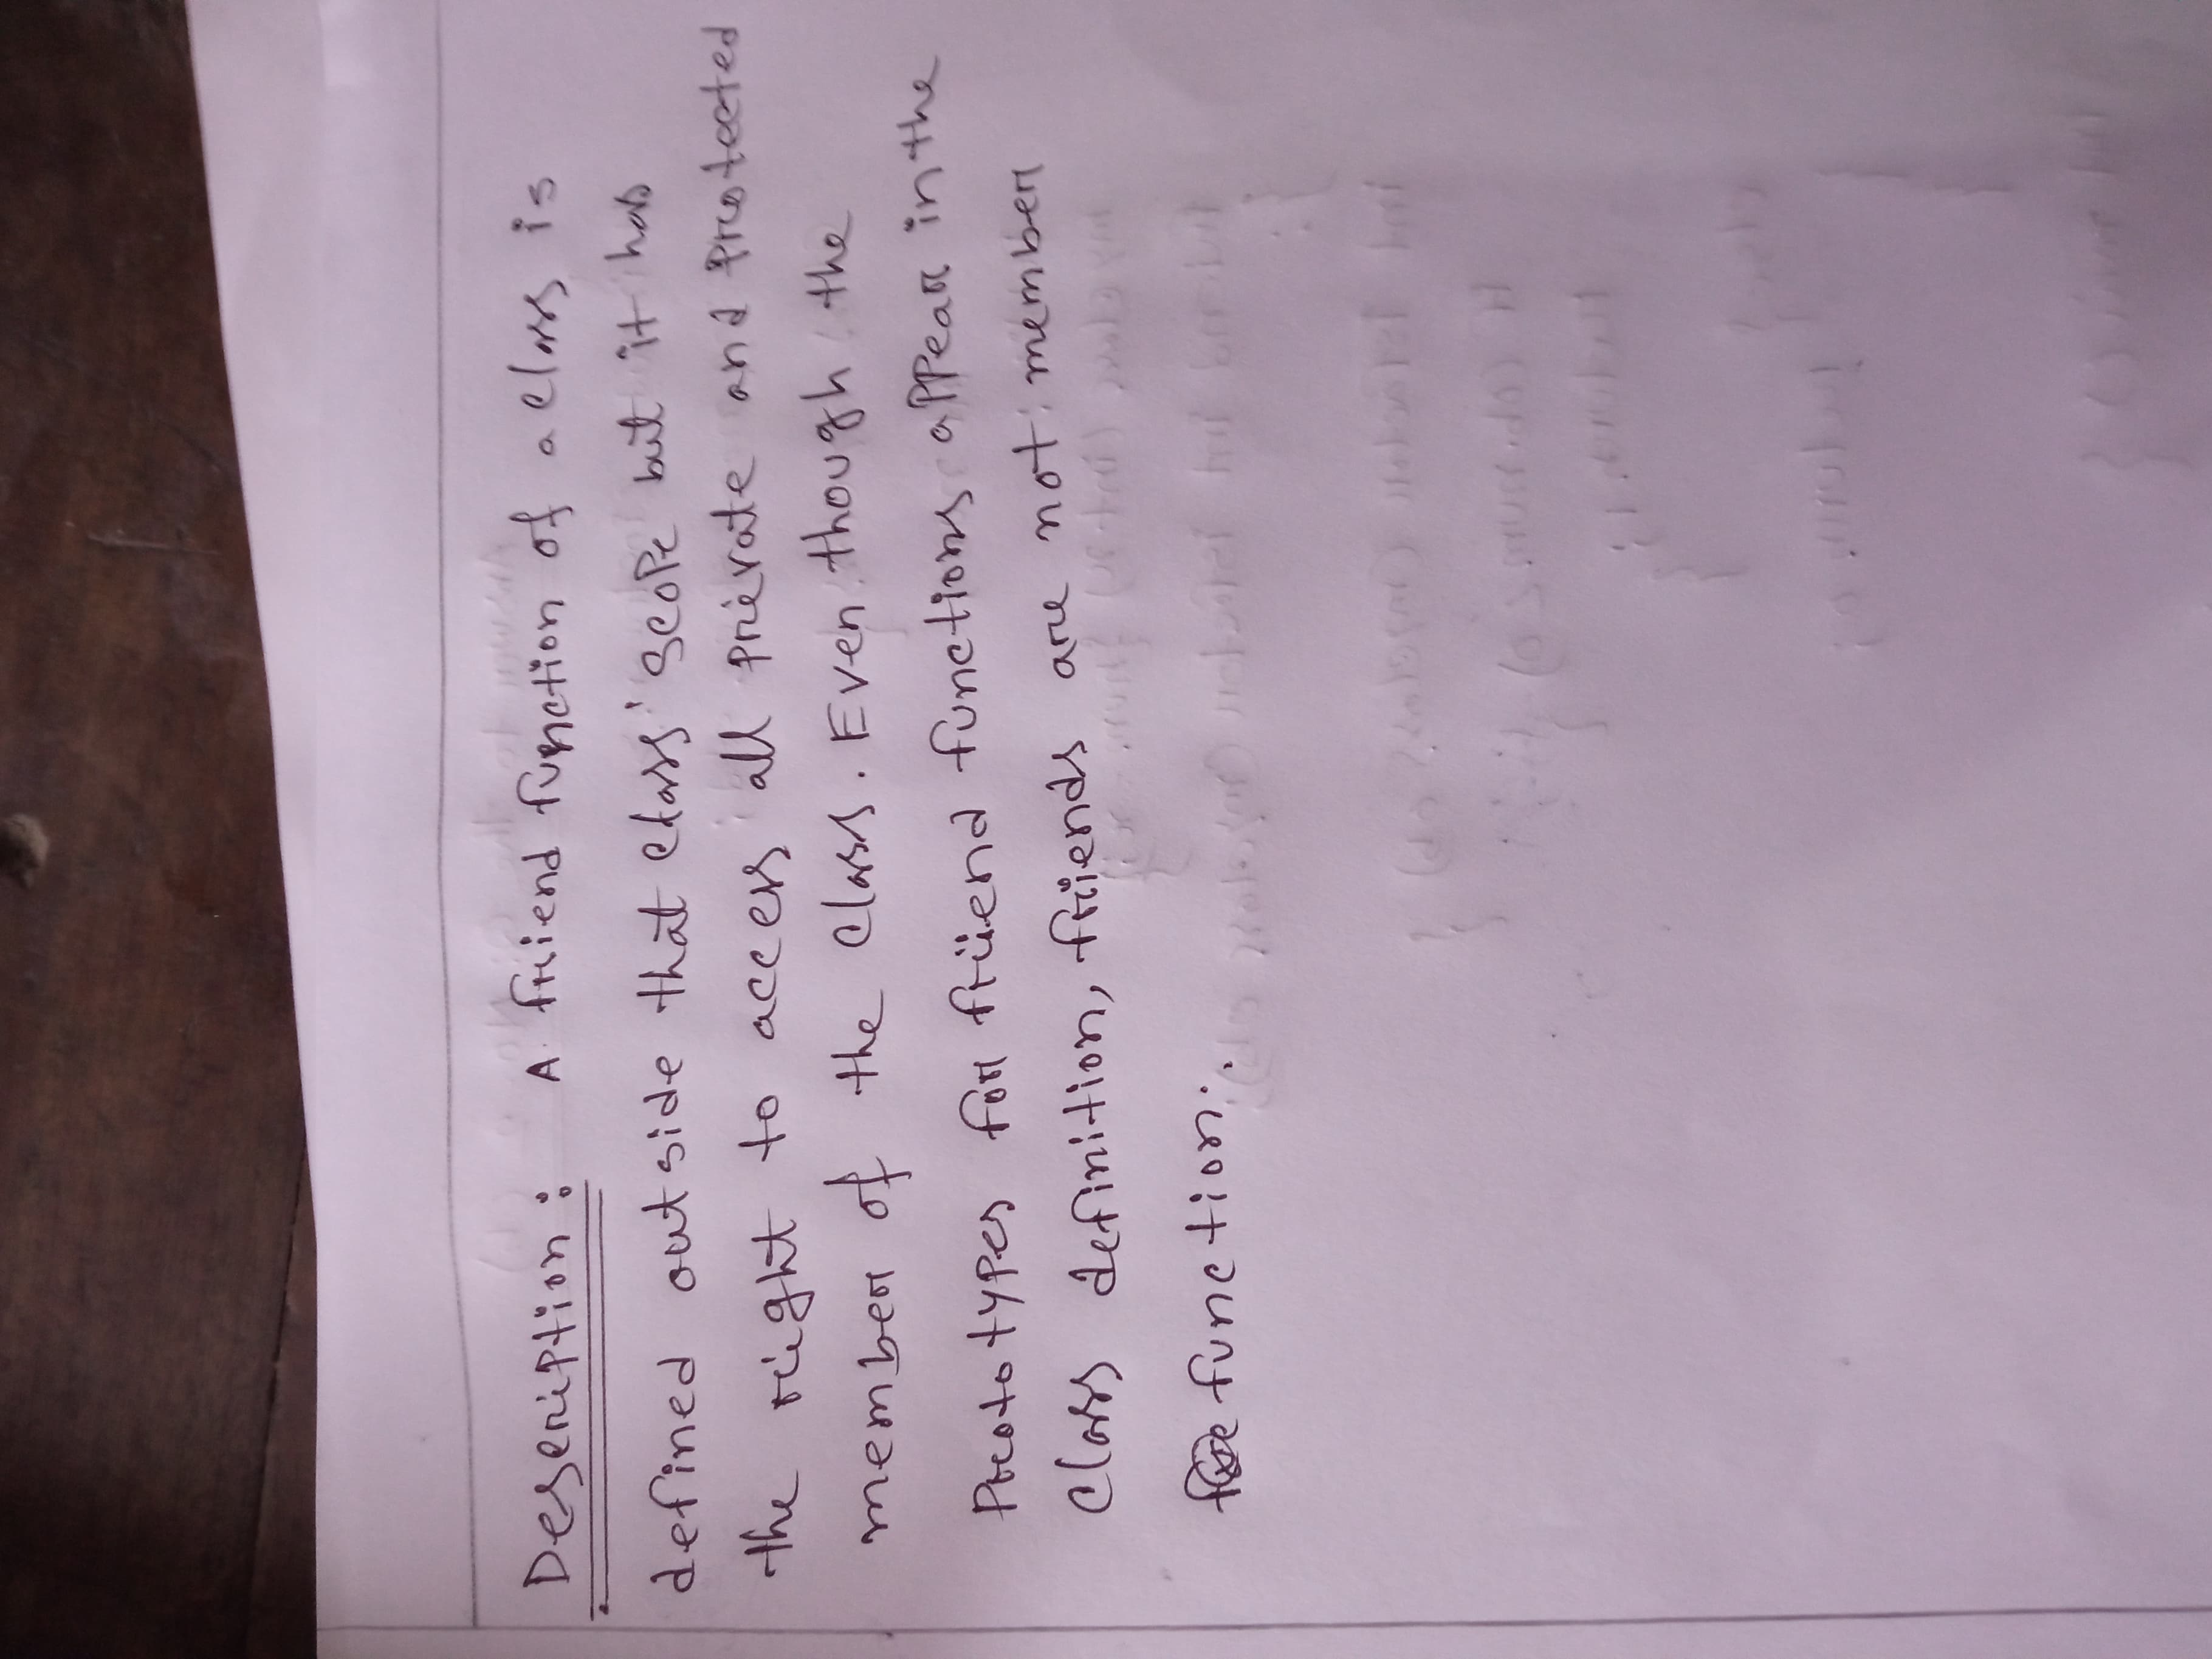 Description: A friend function of a class is
defined outside that class' scope but it has
the right to access all private and protected
member of the class. Even though the
prototypes for friend functions appear in the
class definition, friends are not member
function.